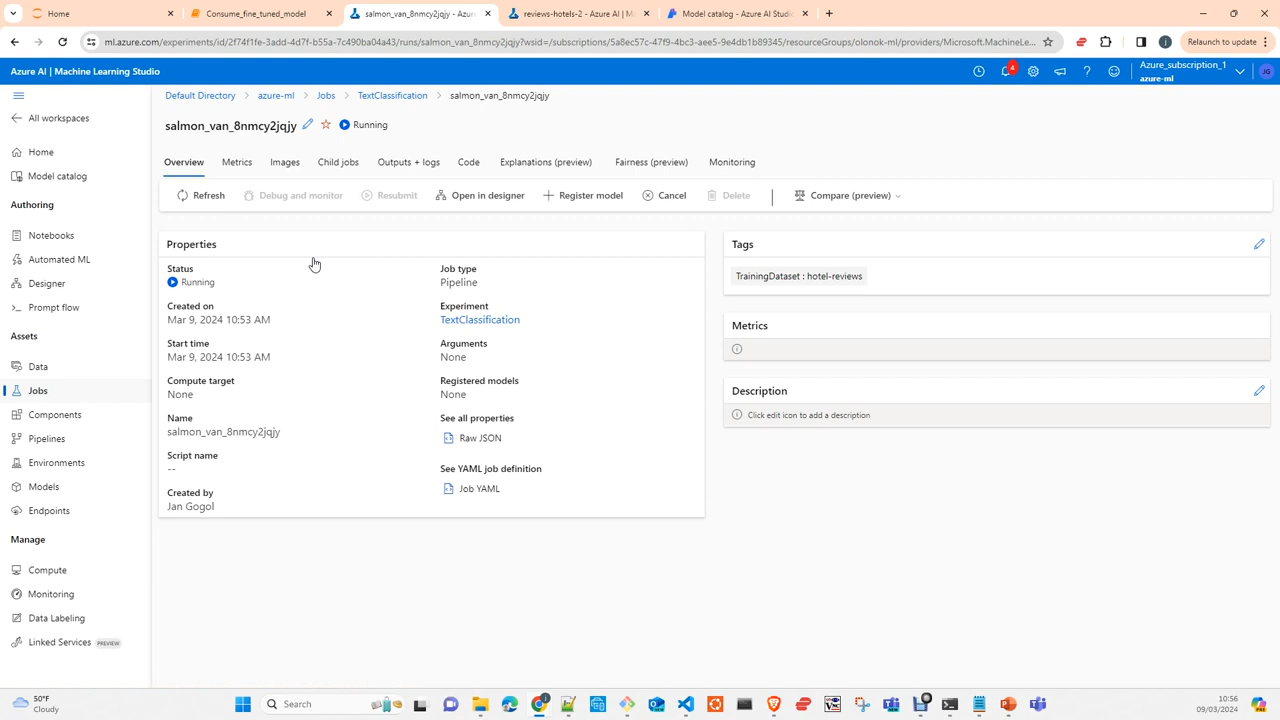 Home
Consume_fine_tuned_model
salmon_van_8nmcy2jqjy - Azure
reviews-hotels-2 - Azure AI | M
Model catalog - Azure AI Studio
ml.azure.com/experiments/id/2f74f1fe-3add-4d7f-b55a-7c490ba04a43/runs/salmon_van_8nmcy2jqjy?wsid=/subscriptions/5a8ec57c-47f9-4bc3-aee5-9e4db1b89345/resourceGroups/olonok-ml/providers/Microsoft.MachineLe...
Relaunch to update
Azure AI | Machine Learning Studio
4
Azure_subscription_1
azure-ml
JG
Default Directory > azure-ml > Jobs > TextClassification > salmon_van_8nmcy2jqjy
All workspaces
salmon_van_8nmcy2jqjy
Running
Home
Model catalog
Authoring
Notebooks
Automated ML
Designer
Prompt flow
Assets
Data
Jobs
Components
Pipelines
Environments
Models
Endpoints
Manage
Compute
Monitoring
Data Labeling
Linked Services PREVIEW
Overview Metrics Images Child jobs Outputs + logs Code Explanations (preview) Fairness (preview) Monitoring
Refresh Debug and monitor Resubmit Open in designer Register model Cancel Delete Compare (preview)
Properties
Status
Running
Created on
Mar 9, 2024 10:53 AM
Start time
Mar 9, 2024 10:53 AM
Compute target
None
Name
salmon_van_8nmcy2jqjy
Script name
--
Created by
Jan Gogol
Job type
Pipeline
Experiment
TextClassification
Arguments
None
Registered models
None
See all properties
Raw JSON
See YAML job definition
Job YAML
Tags
TrainingDataset : hotel-reviews
Metrics
Description
Click edit icon to add a description
50°F
Cloudy
Search
10:56
09/03/2024